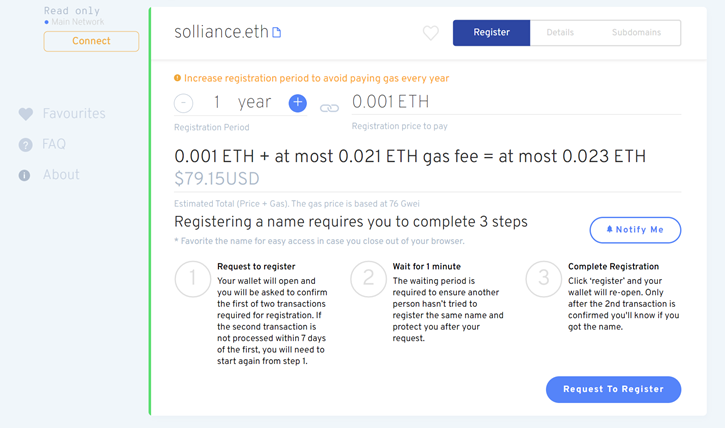 Read only
Main Network
Connect
Favourites
FAQ
About
solliance.eth
Register Details Subdomains
Increase registration period to avoid paying gas every year
- 1 year + 0.001 ETH
Registration Period Registration price to pay
0.001 ETH + at most 0.021 ETH gas fee = at most 0.023 ETH
$79.15USD
Estimated Total (Price + Gas). The gas price is based at 76 Gwei
Registering a name requires you to complete 3 steps
* Favorite the name for easy access in case you close out of your browser.
Notify Me
1
Request to register
Your wallet will open and
you will be asked to confirm
the first of two transactions
required for registration. If
the second transaction is
not processed within 7 days
of the first, you will need to
start again from step 1.
2
Wait for 1 minute
The waiting period is
required to ensure another
person hasn't tried to
register the same name and
protect you after your
request.
3
Complete Registration
Click 'register' and your
wallet will re-open. Only
after the 2nd transaction is
confirmed you'll know if you
got the name.
Request To Register